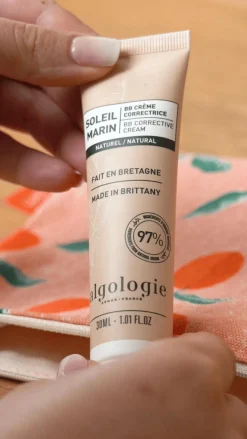 SOLEIL
MARIN
BB CRÈME
CORRECTRICE
BB CORRECTIVE
CREAM
NATUREL / NATURAL
FAIT EN BRETAGNE
MADE IN BRITTANY
97%
algologie
FRANCE
30ML - 1.01 FL.OZ